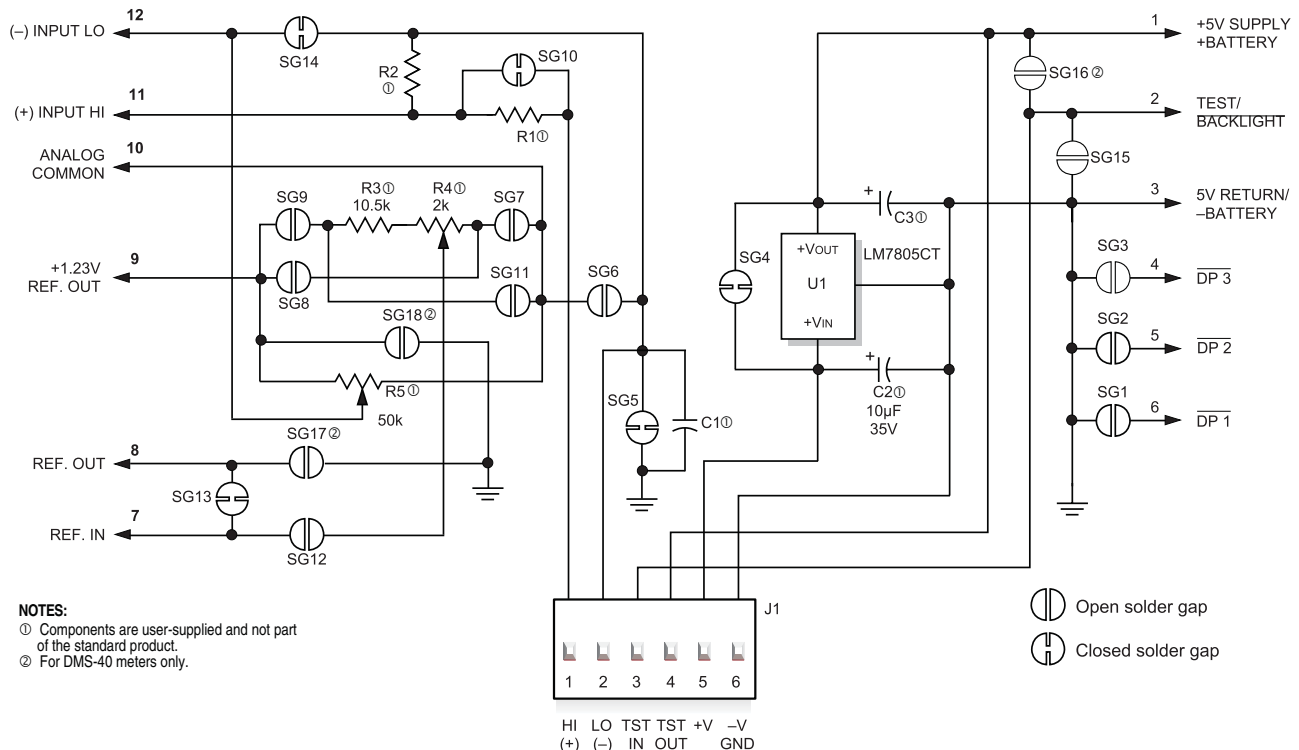 12
(–) INPUT LO
SG14
R2
①
SG10
11
(+) INPUT HI
R1①
10
ANALOG
COMMON
SG9
R3①
10.5k
R4①
2k
SG7
9
+1.23V
REF. OUT
SG8
SG11
SG6
SG18②
R5①
50k
SG5
C1①
8
REF. OUT
SG17②
SG13
7
REF. IN
SG12
1
+5V SUPPLY
+BATTERY
SG16②
2
TEST/
BACKLIGHT
SG15
+
C3①
3
5V RETURN/
–BATTERY
SG4
+VOUT
LM7805CT
U1
+VIN
SG3
4
DP 3
SG2
5
DP 2
+
C2①
10µF
35V
SG1
6
DP 1
NOTES:
① Components are user-supplied and not part
of the standard product.
② For DMS-40 meters only.
J1
1 2 3 4 5 6
HI LO TST TST +V –V
(+) (–) IN OUT GND
Open solder gap
Closed solder gap